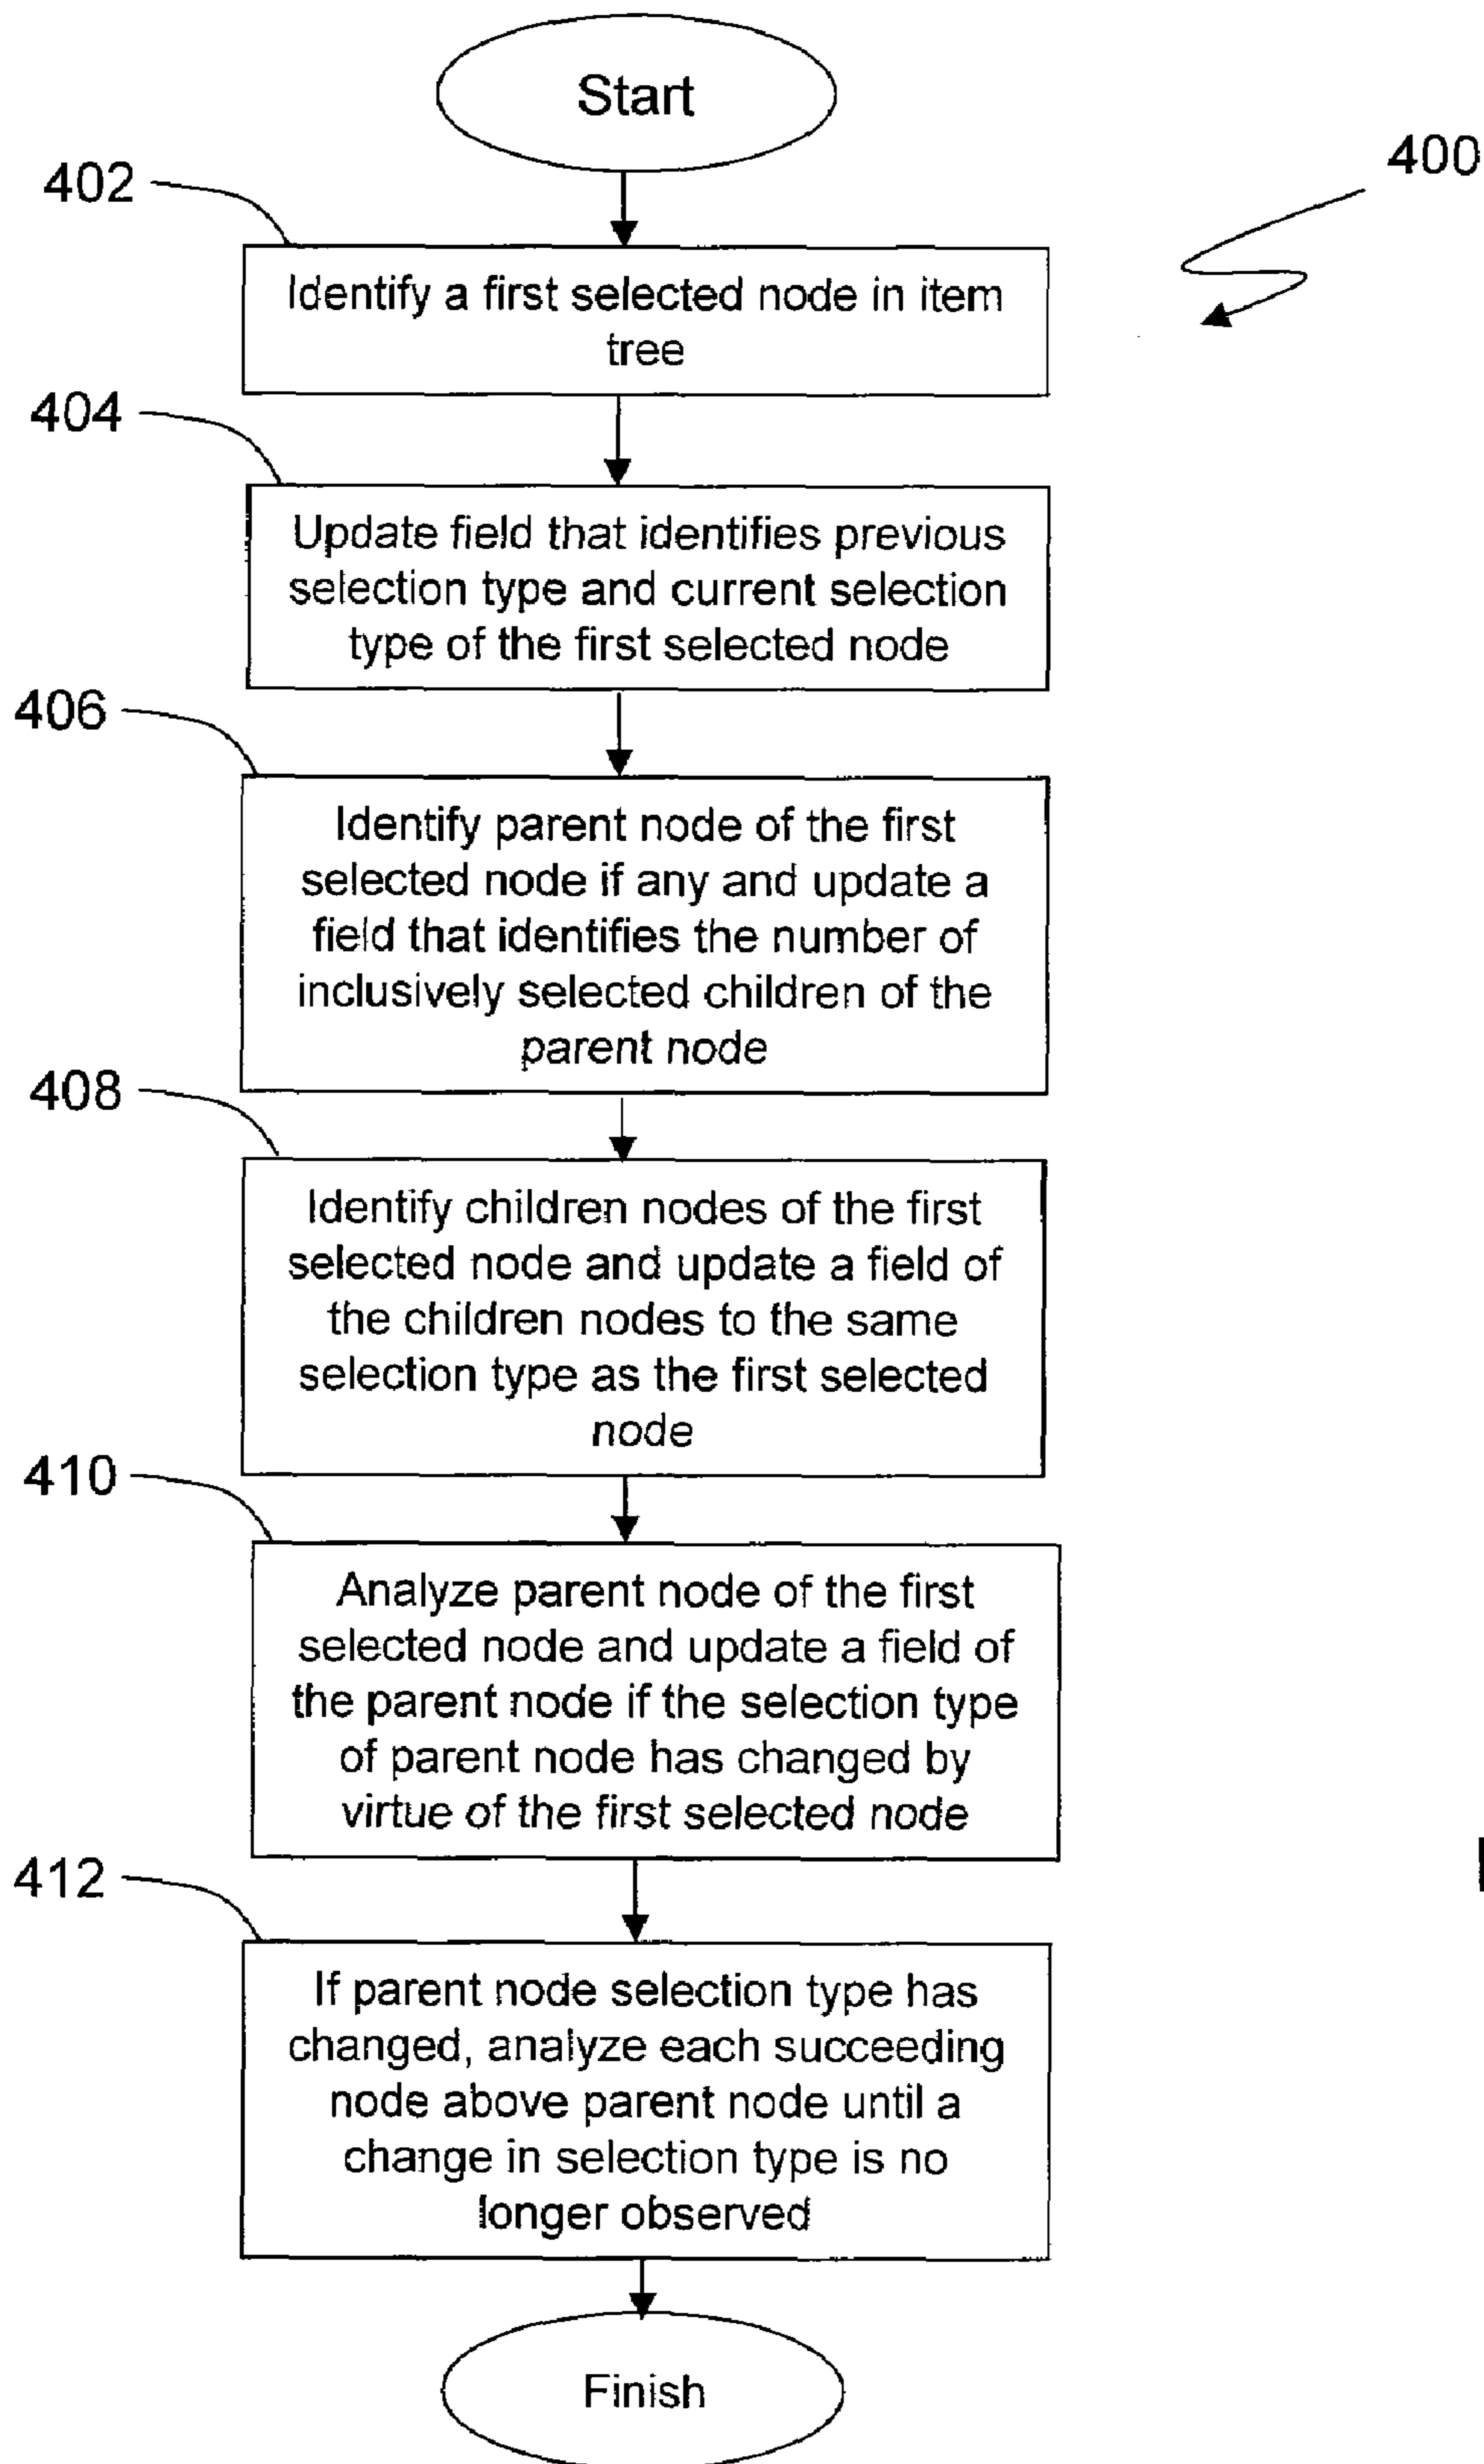 Start
400
402
Identify a first selected node in item
tree
404
Update field that identifies previous
selection type and current selection
type of the first selected node
406
Identify parent node of the first
selected node if any and update a
field that identifies the number of
inclusively selected children of the
parent node
408
Identify children nodes of the first
selected node and update a field of
the children nodes to the same
selection type as the first selected
node
410
Analyze parent node of the first
selected node and update a field of
the parent node if the selection type
of parent node has changed by
virtue of the first selected node
412
If parent node selection type has
changed, analyze each succeeding
node above parent node until a
change in selection type is no
longer observed
Finish